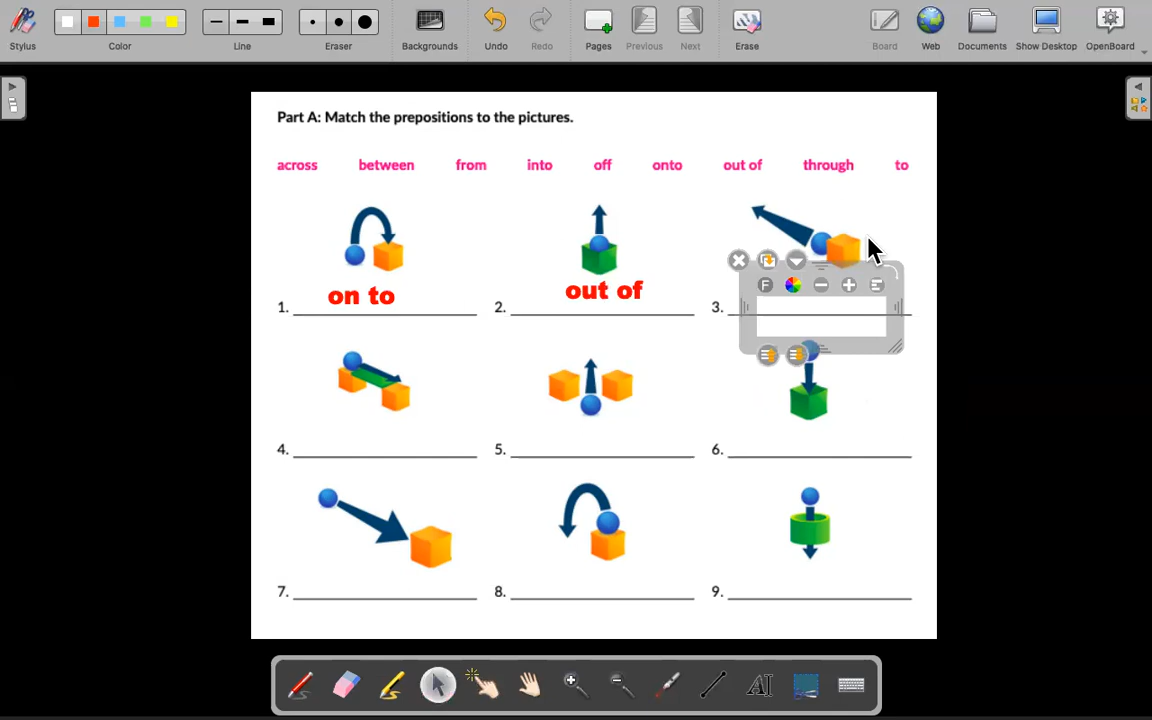 Stylus Color Line Eraser Backgrounds Undo Redo Pages Previous Next Erase Board Web Documents Show Desktop OpenBoard
Part A: Match the prepositions to the pictures.
across between from into off onto out of through to
on to out of
1. 2. 3.
F
4. 5. 6.
7. 8. 9.
AI